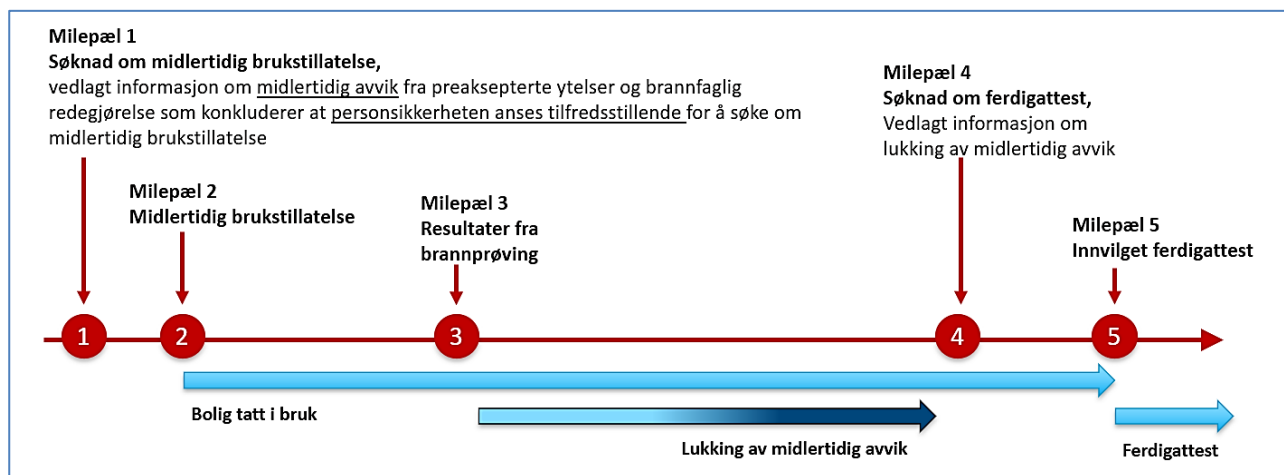 Milepæl 1
Søknad om midlertidig brukstillatelse,
vedlagt informasjon om midlertidig avvik fra preaksepterte ytelser og brannfaglig
redegjørelse som konkluderer at personsikkerheten anses tilfredsstillende for å søke om
midlertidig brukstillatelse
Milepæl 2
Midlertidig brukstillatelse
Milepæl 3
Resultater fra
brannprøving
Milepæl 4
Søknad om ferdigattest,
Vedlagt informasjon om
lukking av midlertidig avvik
Milepæl 5
Innvilget ferdigattest
1
2
3
4
5
Bolig tatt i bruk
Lukking av midlertidig avvik
Ferdigattest